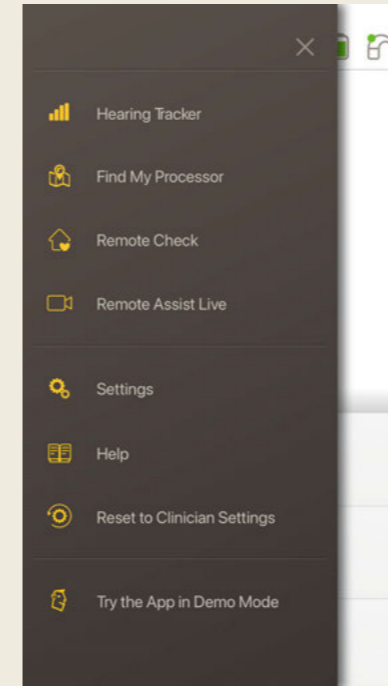 Hearing Tracker
Find My Processor
Remote Check
Remote Assist Live
Settings
Help
Reset to Clinician Settings
Try the App in Demo Mode